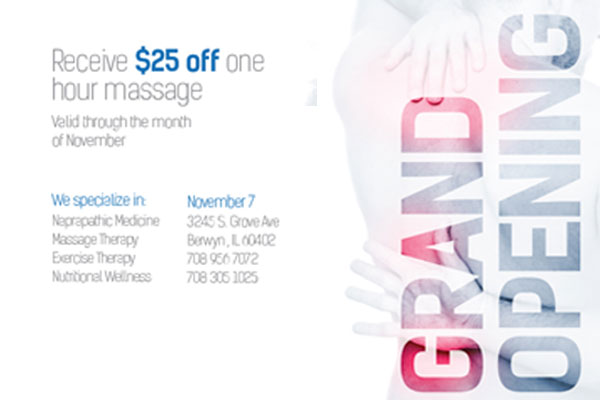 Receive $25 off one
hour massage
Valid through the month
of November
We specialize in:
Naprapathic Medicine
Massage Therapy
Exercise Therapy
Nutritional Wellness
November 7
3245 S. Grove Ave
Berwyn , IL 60402
708 956 7072
708 305 1025
GRAND
OPENING